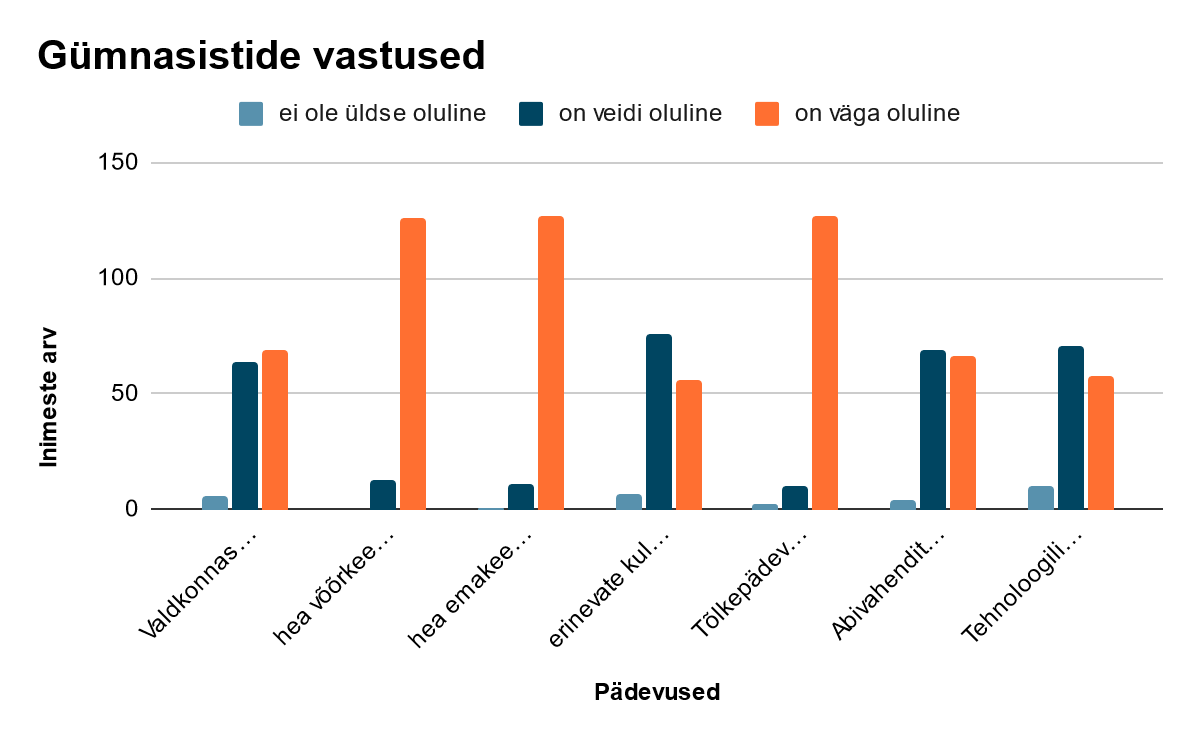 Gümnasistide vastused
ei ole üldse oluline
on veidi oluline
on väga oluline
150
100
50
0
Inimeste arv
Valdkonnas…
hea võõrkee…
hea emakee…
erinevate kul…
Tõlkepädev…
Abivahendit…
Tehnoloogili…
Pädevused